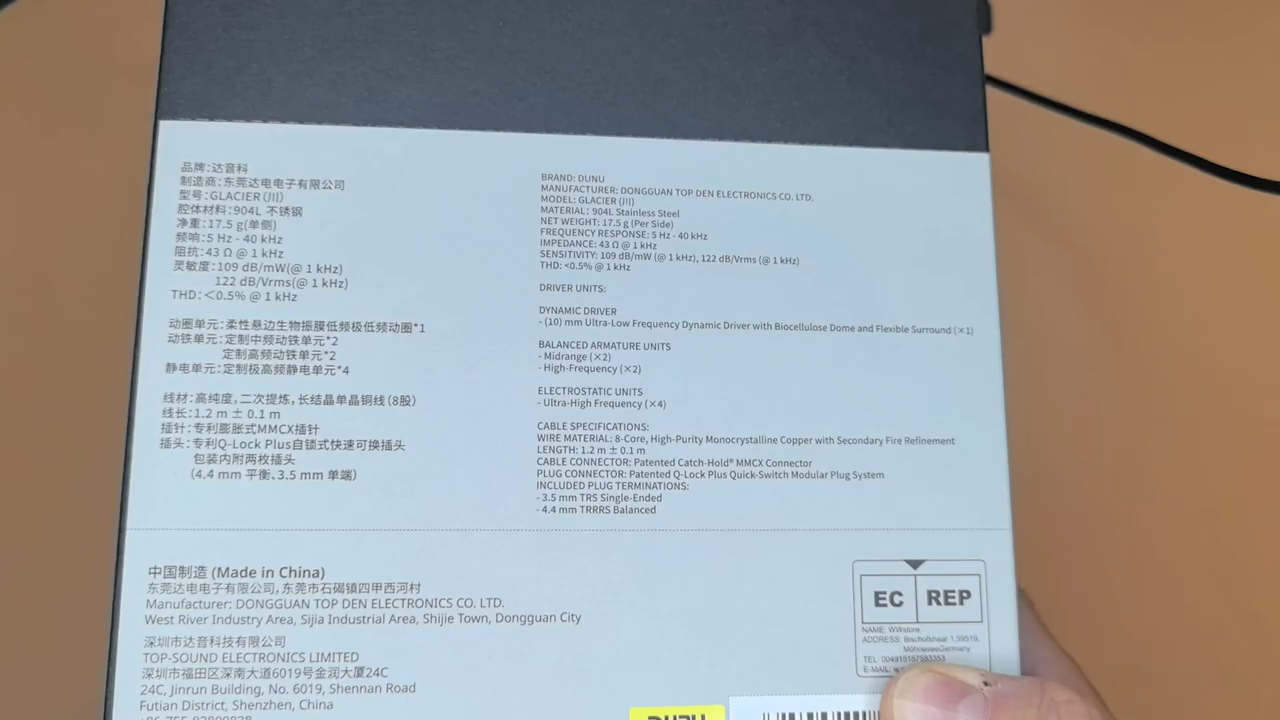 品牌:达音科
制造商:东莞达电电子有限公司
型号:GLACIER (川)
腔体材料:904L 不锈钢
净重:17.5 g(单侧)
频响:5 Hz - 40 kHz
阻抗:43 Ω @ 1 kHz
灵敏度:109 dB/mW(@ 1 kHz)
122 dB/Vrms(@ 1 kHz)
THD:<0.5% @ 1 kHz
动圈单元:柔性悬边生物振膜低频极低频动圈*1
动铁单元:定制中频动铁单元*2
定制高频动铁单元*2
静电单元:定制极高频静电单元*4
线材:高纯度,二次提炼,长结晶单晶铜线(8股)
线长:1.2 m ± 0.1 m
插针:专利膨胀式MMCX插针
插头:专利Q-Lock Plus自锁式快速可换插头
包装内附两枚插头
(4.4 mm 平衡、3.5 mm 单端)
BRAND: DUNU
MANUFACTURER: DONGGUAN TOP DEN ELECTRONICS CO. LTD.
MODEL: GLACIER (川)
MATERIAL: 904L Stainless Steel
NET WEIGHT: 17.5 g (Per Side)
FREQUENCY RESPONSE: 5 Hz - 40 kHz
IMPEDANCE: 43 Ω @ 1 kHz
SENSITIVITY: 109 dB/mW (@ 1 kHz), 122 dB/Vrms (@ 1 kHz)
THD: <0.5% @ 1 kHz
DRIVER UNITS:
DYNAMIC DRIVER
- (10) mm Ultra-Low Frequency Dynamic Driver with Biocellulose Dome and Flexible Surround (×1)
BALANCED ARMATURE UNITS
- Midrange (×2)
- High-Frequency (×2)
ELECTROSTATIC UNITS
- Ultra-High Frequency (×4)
CABLE SPECIFICATIONS:
WIRE MATERIAL: 8-Core, High-Purity Monocrystalline Copper with Secondary Fire Refinement
LENGTH: 1.2 m ± 0.1 m
CABLE CONNECTOR: Patented Catch-Hold® MMCX Connector
PLUG CONNECTOR: Patented Q-Lock Plus Quick-Switch Modular Plug System
INCLUDED PLUG TERMINATIONS:
- 3.5 mm TRS Single-Ended
- 4.4 mm TRRRS Balanced
中国制造 (Made in China)
东莞达电电子有限公司,东莞市石碣镇四甲西河村
Manufacturer: DONGGUAN TOP DEN ELECTRONICS CO. LTD.
West River Industry Area, Sijia Industrial Area, Shijie Town, Dongguan City
深圳市达音科技有限公司
TOP-SOUND ELECTRONICS LIMITED
深圳市福田区深南大道6019号金润大厦24C
24C, Jinrun Building, No. 6019, Shennan Road
Futian District, Shenzhen, China
+86-755-83800838
EC REP
NAME: WWstore
ADDRESS: Bischofstaat 1,59519,
MöhneseeGermany
TEL: 004915157583353
E-MAIL:
DUNU